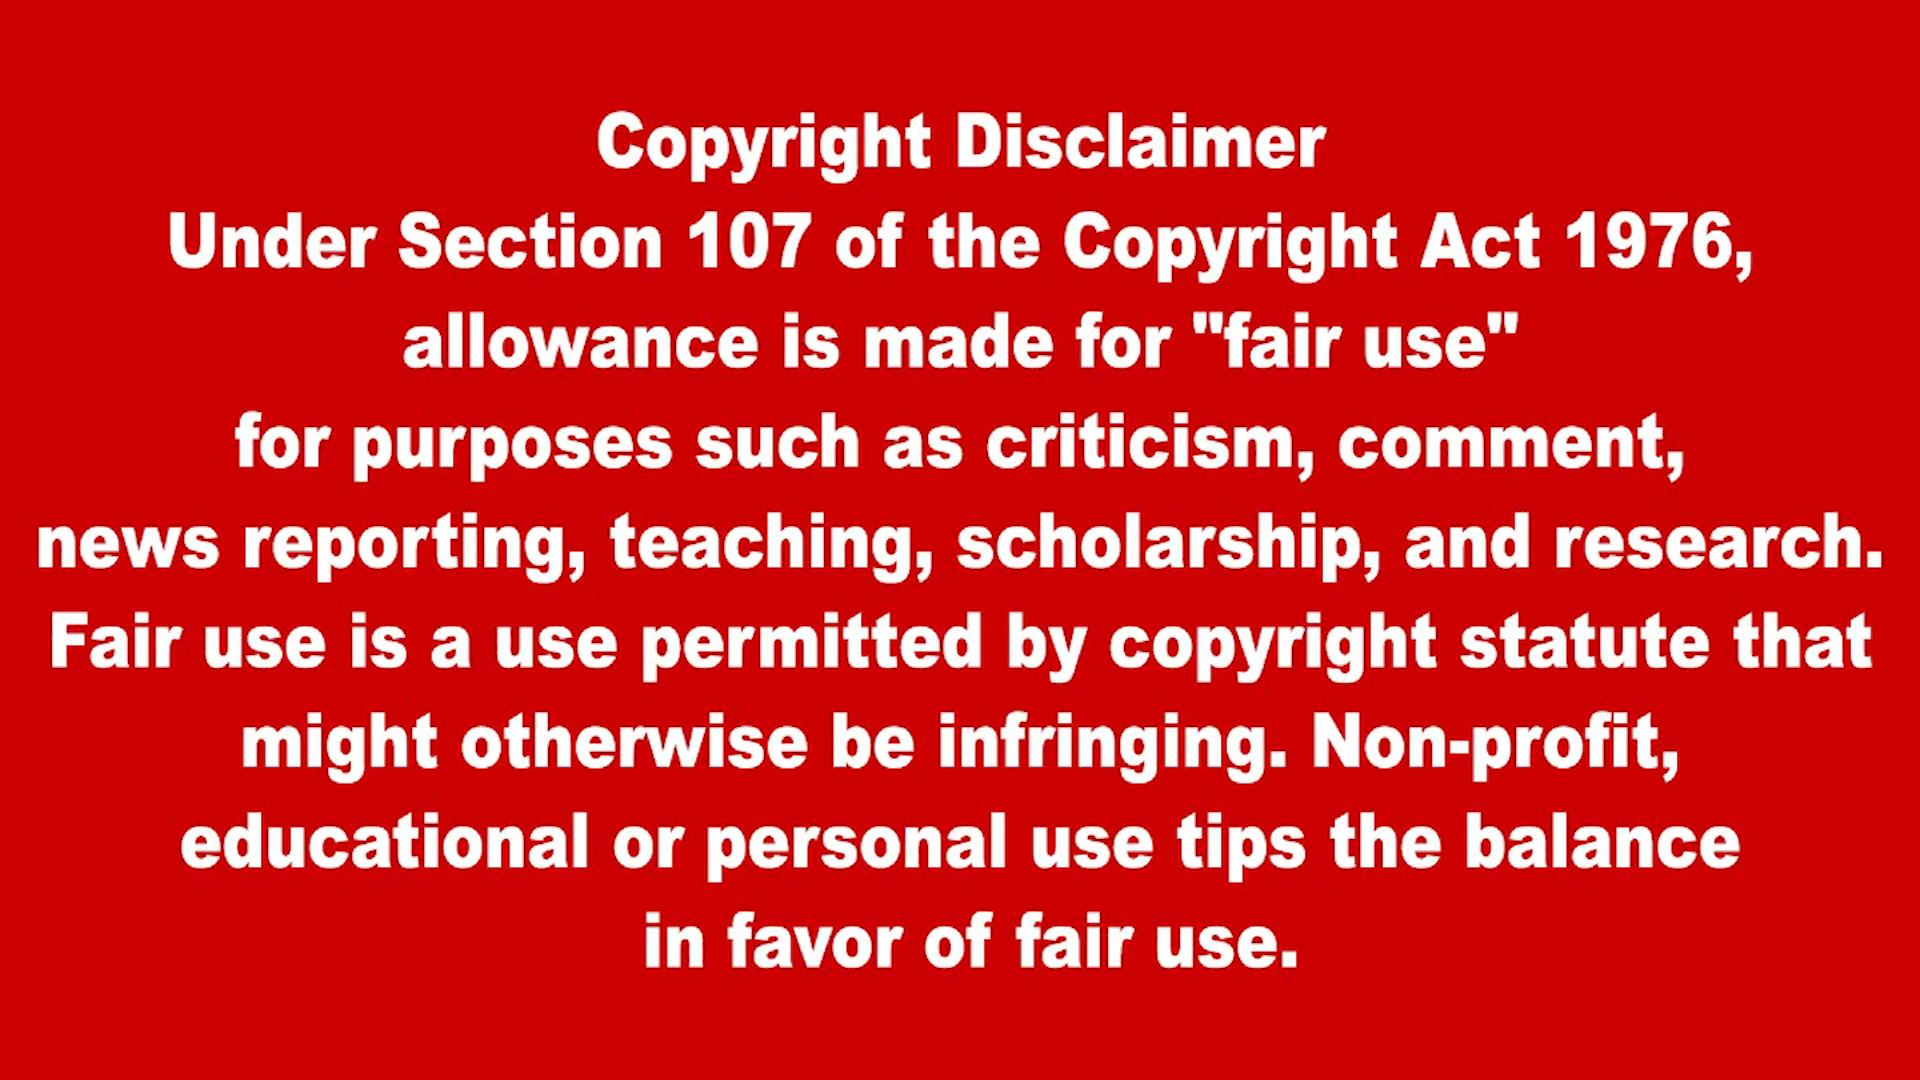 Copyright Disclaimer
Under Section 107 of the Copyright Act 1976,
allowance is made for "fair use"
for purposes such as criticism, comment,
news reporting, teaching, scholarship, and research.
Fair use is a use permitted by copyright statute that
might otherwise be infringing. Non-profit,
educational or personal use tips the balance
in favor of fair use.